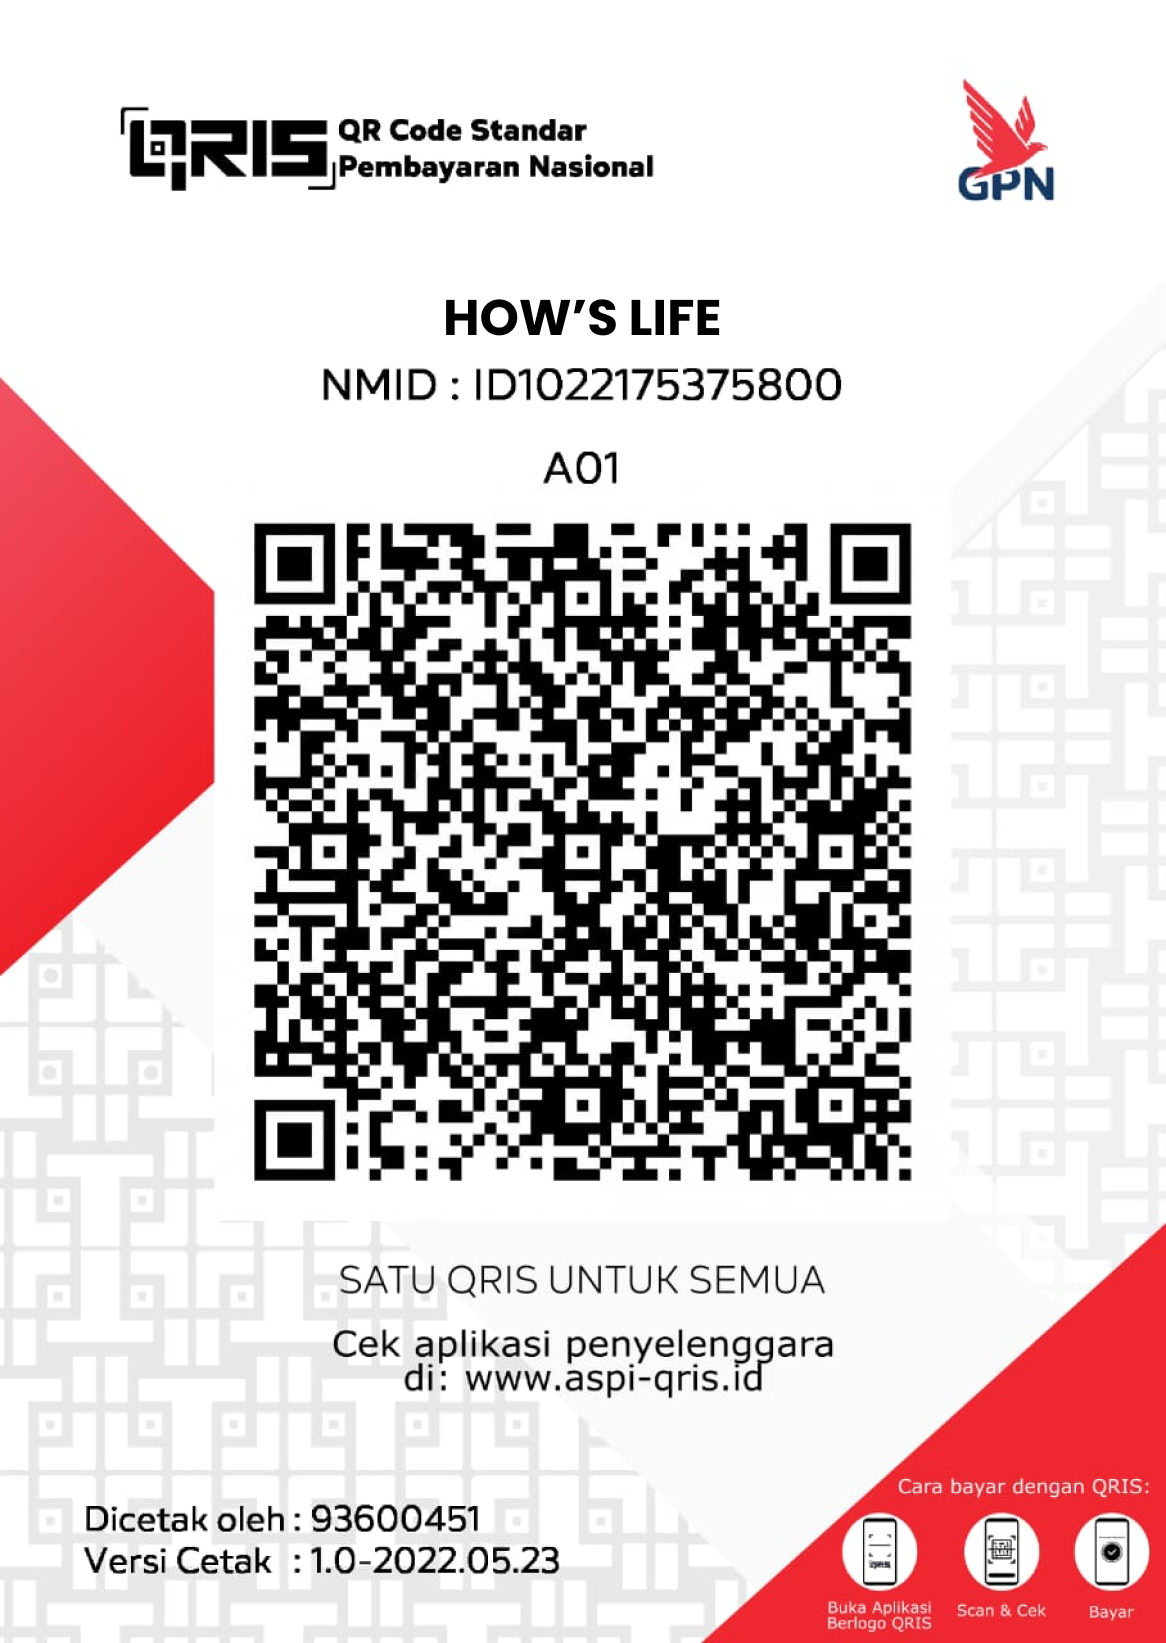 QRIS
QR Code Standar
Pembayaran Nasional
GPN
HOW’S LIFE
NMID : ID1022175375800
A01
SATU QRIS UNTUK SEMUA
Cek aplikasi penyelenggara
di: www.aspi-qris.id
Dicetak oleh : 93600451
Versi Cetak : 1.0-2022.05.23
Cara bayar dengan QRIS:
Buka Aplikasi
Berlogo QRIS
Scan & Cek
Bayar